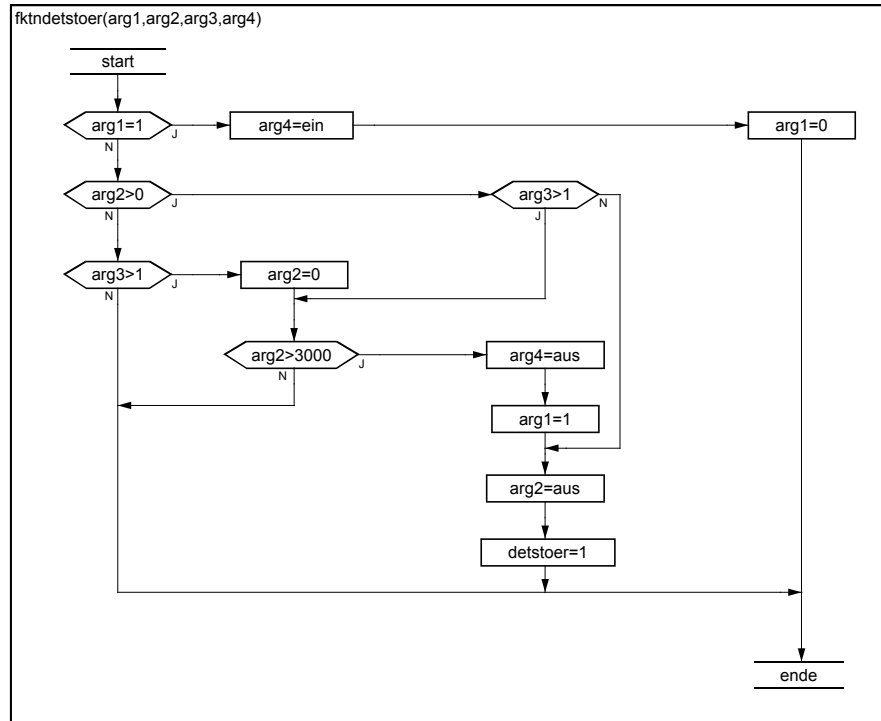 fktndetstoer(arg1,arg2,arg3,arg4)
start
arg1=1
J
N
arg4=ein
arg1=0
arg2>0
J
N
arg3>1
N
J
arg3>1
J
N
arg2=0
arg2>3000
J
N
arg4=aus
arg1=1
arg2=aus
detstoer=1
ende